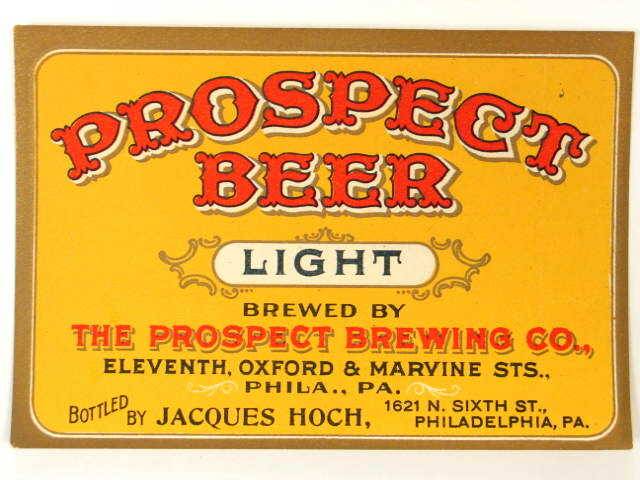 PROSPECT
BEER
LIGHT
BREWED BY
THE PROSPECT BREWING CO.,
ELEVENTH, OXFORD & MARVINE STS.,
PHILA., PA.
BOTTLED BY JACQUES HOCH, 1621 N. SIXTH ST., PHILADELPHIA, PA.